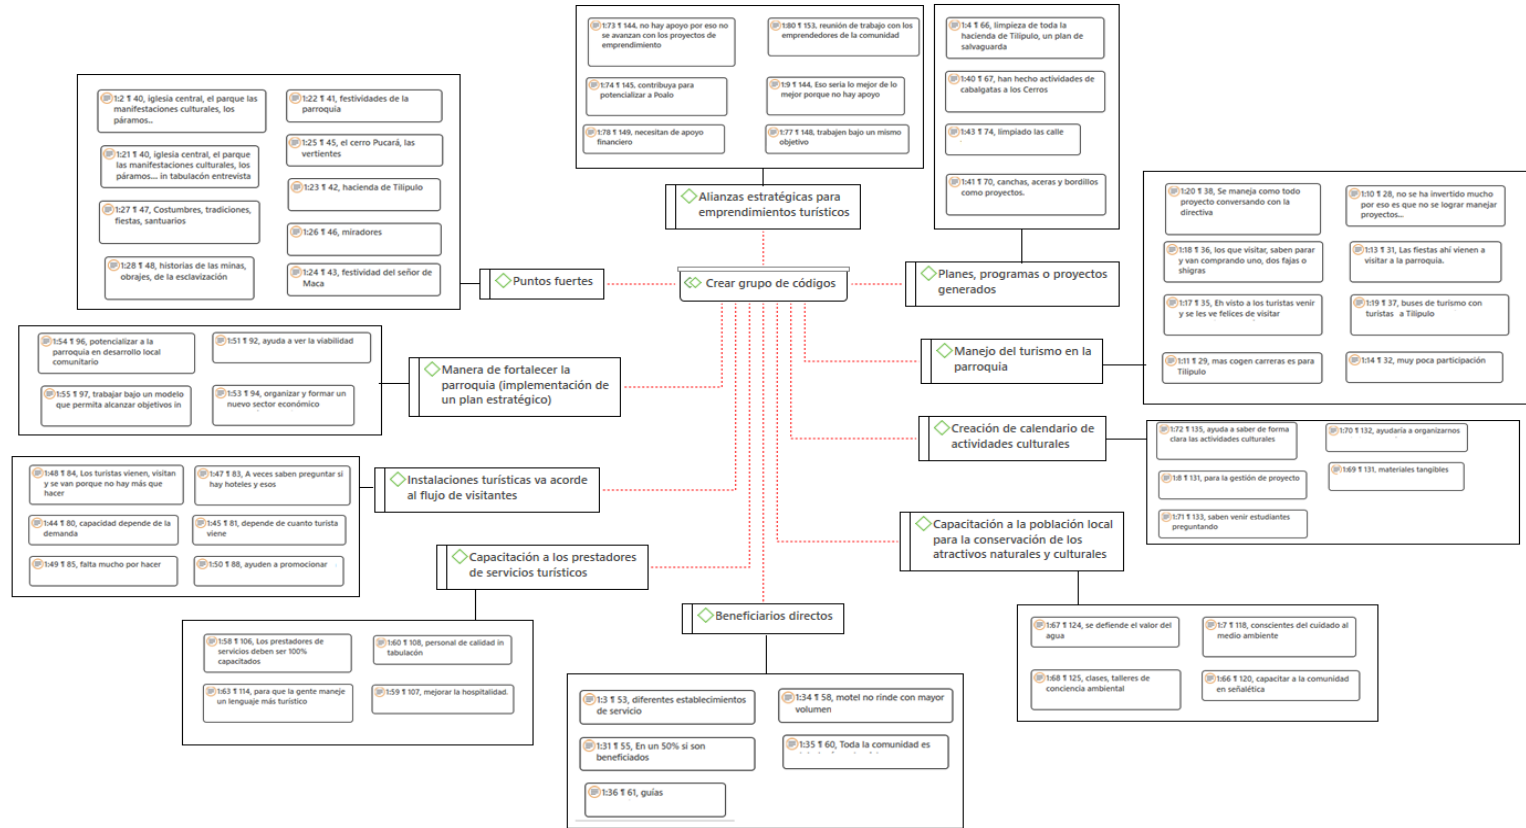 1:73 ¶ 144, no hay apoyo por eso no
se avanzan con los proyectos de
emprendimiento
1:80 ¶ 153, reunión de trabajo con los
emprendedores de la comunidad
1:74 ¶ 145, contribuya para
potencializar a Poalo
1:9 ¶ 144, Eso seria lo mejor de lo
mejor porque no hay apoyo
1:78 ¶ 149, necesitan de apoyo
financiero
1:77 ¶ 148, trabajen bajo un mismo
objetivo
Alianzas estratégicas para
emprendimientos turísticos
1:4 ¶ 66, limpieza de toda la
hacienda de Tilipulo, un plan de
salvaguarda
1:40 ¶ 67, han hecho actividades de
cabalgatas a los Cerros
1:43 ¶ 74, limpiado las calle
1:41 ¶ 70, canchas, aceras y bordillos
como proyectos.
Planes, programas o proyectos
generados
1:2 ¶ 40, iglesia central, el parque las
manifestaciones culturales, los
páramos..
1:22 ¶ 41, festividades de la
parroquia
1:21 ¶ 40, iglesia central, el parque
las manifestaciones culturales, los
páramos... in tabulacón entrevista
1:25 ¶ 45, el cerro Pucará, las
vertientes
1:23 ¶ 42, hacienda de Tilipulo
1:27 ¶ 47, Costumbres, tradiciones,
fiestas, santuarios
1:26 ¶ 46, miradores
1:28 ¶ 48, historias de las minas,
obrajes, de la esclavización
1:24 ¶ 43, festividad del señor de
Maca
Puntos fuertes
Crear grupo de códigos
1:20 ¶ 38, Se maneja como todo
proyecto conversando con la
directiva
1:10 ¶ 28, no se ha invertido mucho
por eso es que no se lograr manejar
proyectos...
1:18 ¶ 36, los que visitar, saben parar
y van comprando uno, dos fajas o
shigras
1:13 ¶ 31, Las fiestas ahí vienen a
visitar a la parroquia.
1:17 ¶ 35, Eh visto a los turistas venir
y se les ve felices de visitar
1:19 ¶ 37, buses de turismo con
turistas a Tilipulo
1:11 ¶ 29, mas cogen carreras es para
Tilipulo
1:14 ¶ 32, muy poca participación
Manejo del turismo en la
parroquia
1:54 ¶ 96, potencializar a la
parroquia en desarrollo local
comunitario
1:51 ¶ 92, ayuda a ver la viabilidad
1:55 ¶ 97, trabajar bajo un modelo
que permita alcanzar objetivos in
1:53 ¶ 94, organizar y formar un
nuevo sector económico
Manera de fortalecer la
parroquia (implementación de
un plan estratégico)
Creación de calendario de
actividades culturales
1:72 ¶ 135, ayuda a saber de forma
clara las actividades culturales
1:70 ¶ 132, ayudaría a organizarnos
1:8 ¶ 131, para la gestión de proyecto
1:69 ¶ 131, materiales tangibles
1:71 ¶ 133, saben venir estudiantes
preguntando
1:48 ¶ 84, Los turistas vienen, visitan
y se van porque no hay más que
hacer
1:47 ¶ 83, A veces saben preguntar si
hay hoteles y esos
1:44 ¶ 80, capacidad depende de la
demanda
1:45 ¶ 81, depende de cuanto turista
viene
1:49 ¶ 85, falta mucho por hacer
1:50 ¶ 88, ayuden a promocionar
Instalaciones turísticas va acorde
al flujo de visitantes
Capacitación a la población local
para la conservación de los
atractivos naturales y culturales
Capacitación a los prestadores
de servicios turísticos
Beneficiarios directos
1:67 ¶ 124, se defiende el valor del
agua
1:7 ¶ 118, conscientes del cuidado al
medio ambiente
1:68 ¶ 125, clases, talleres de
conciencia ambiental
1:66 ¶ 120, capacitar a la comunidad
en señalética
1:58 ¶ 106, Los prestadores de
servicios deben ser 100%
capacitados
1:60 ¶ 108, personal de calidad in
tabulacón
1:63 ¶ 114, para que la gente maneje
un lenguaje más turístico
1:59 ¶ 107, mejorar la hospitalidad.
1:3 ¶ 53, diferentes establecimientos
de servicio
1:34 ¶ 58, motel no rinde con mayor
volumen
1:31 ¶ 55, En un 50% si son
beneficiados
1:35 ¶ 60, Toda la comunidad es
1:36 ¶ 61, guías